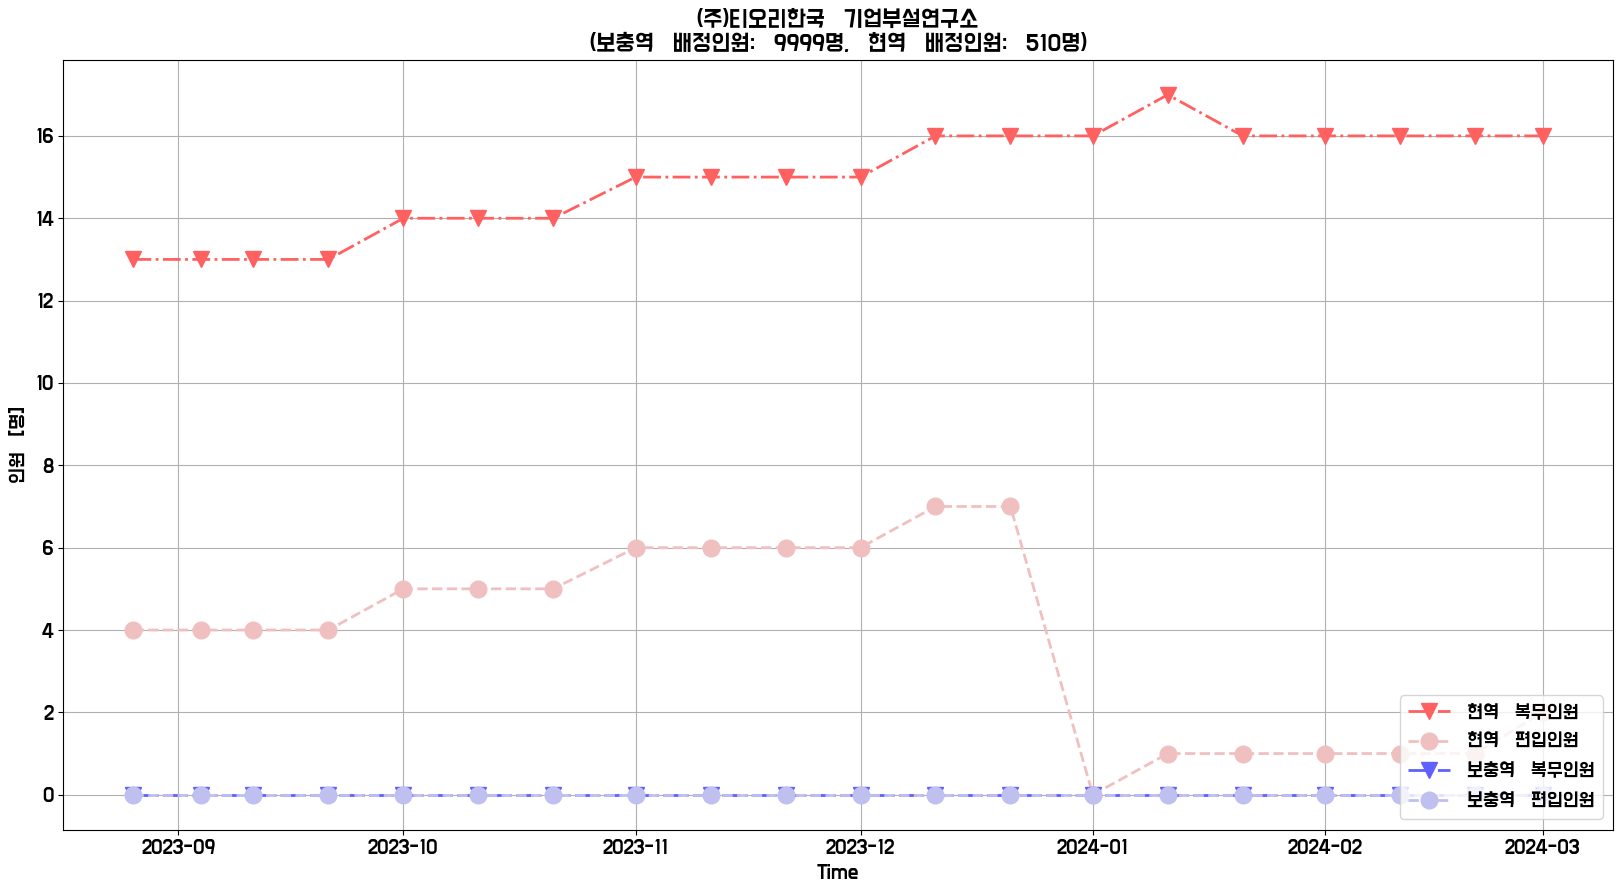 (주)티오리한국 기업부설연구소
(보충역 배정인원: 9999명, 현역 배정인원: 510명)
인원 [명]
16
14
12
10
8
6
4
2
0
현역 복무인원
현역 편입인원
보충역 복무인원
보충역 편입인원
2023-09 2023-10 2023-11 2023-12 2024-01 2024-02 2024-03
Time